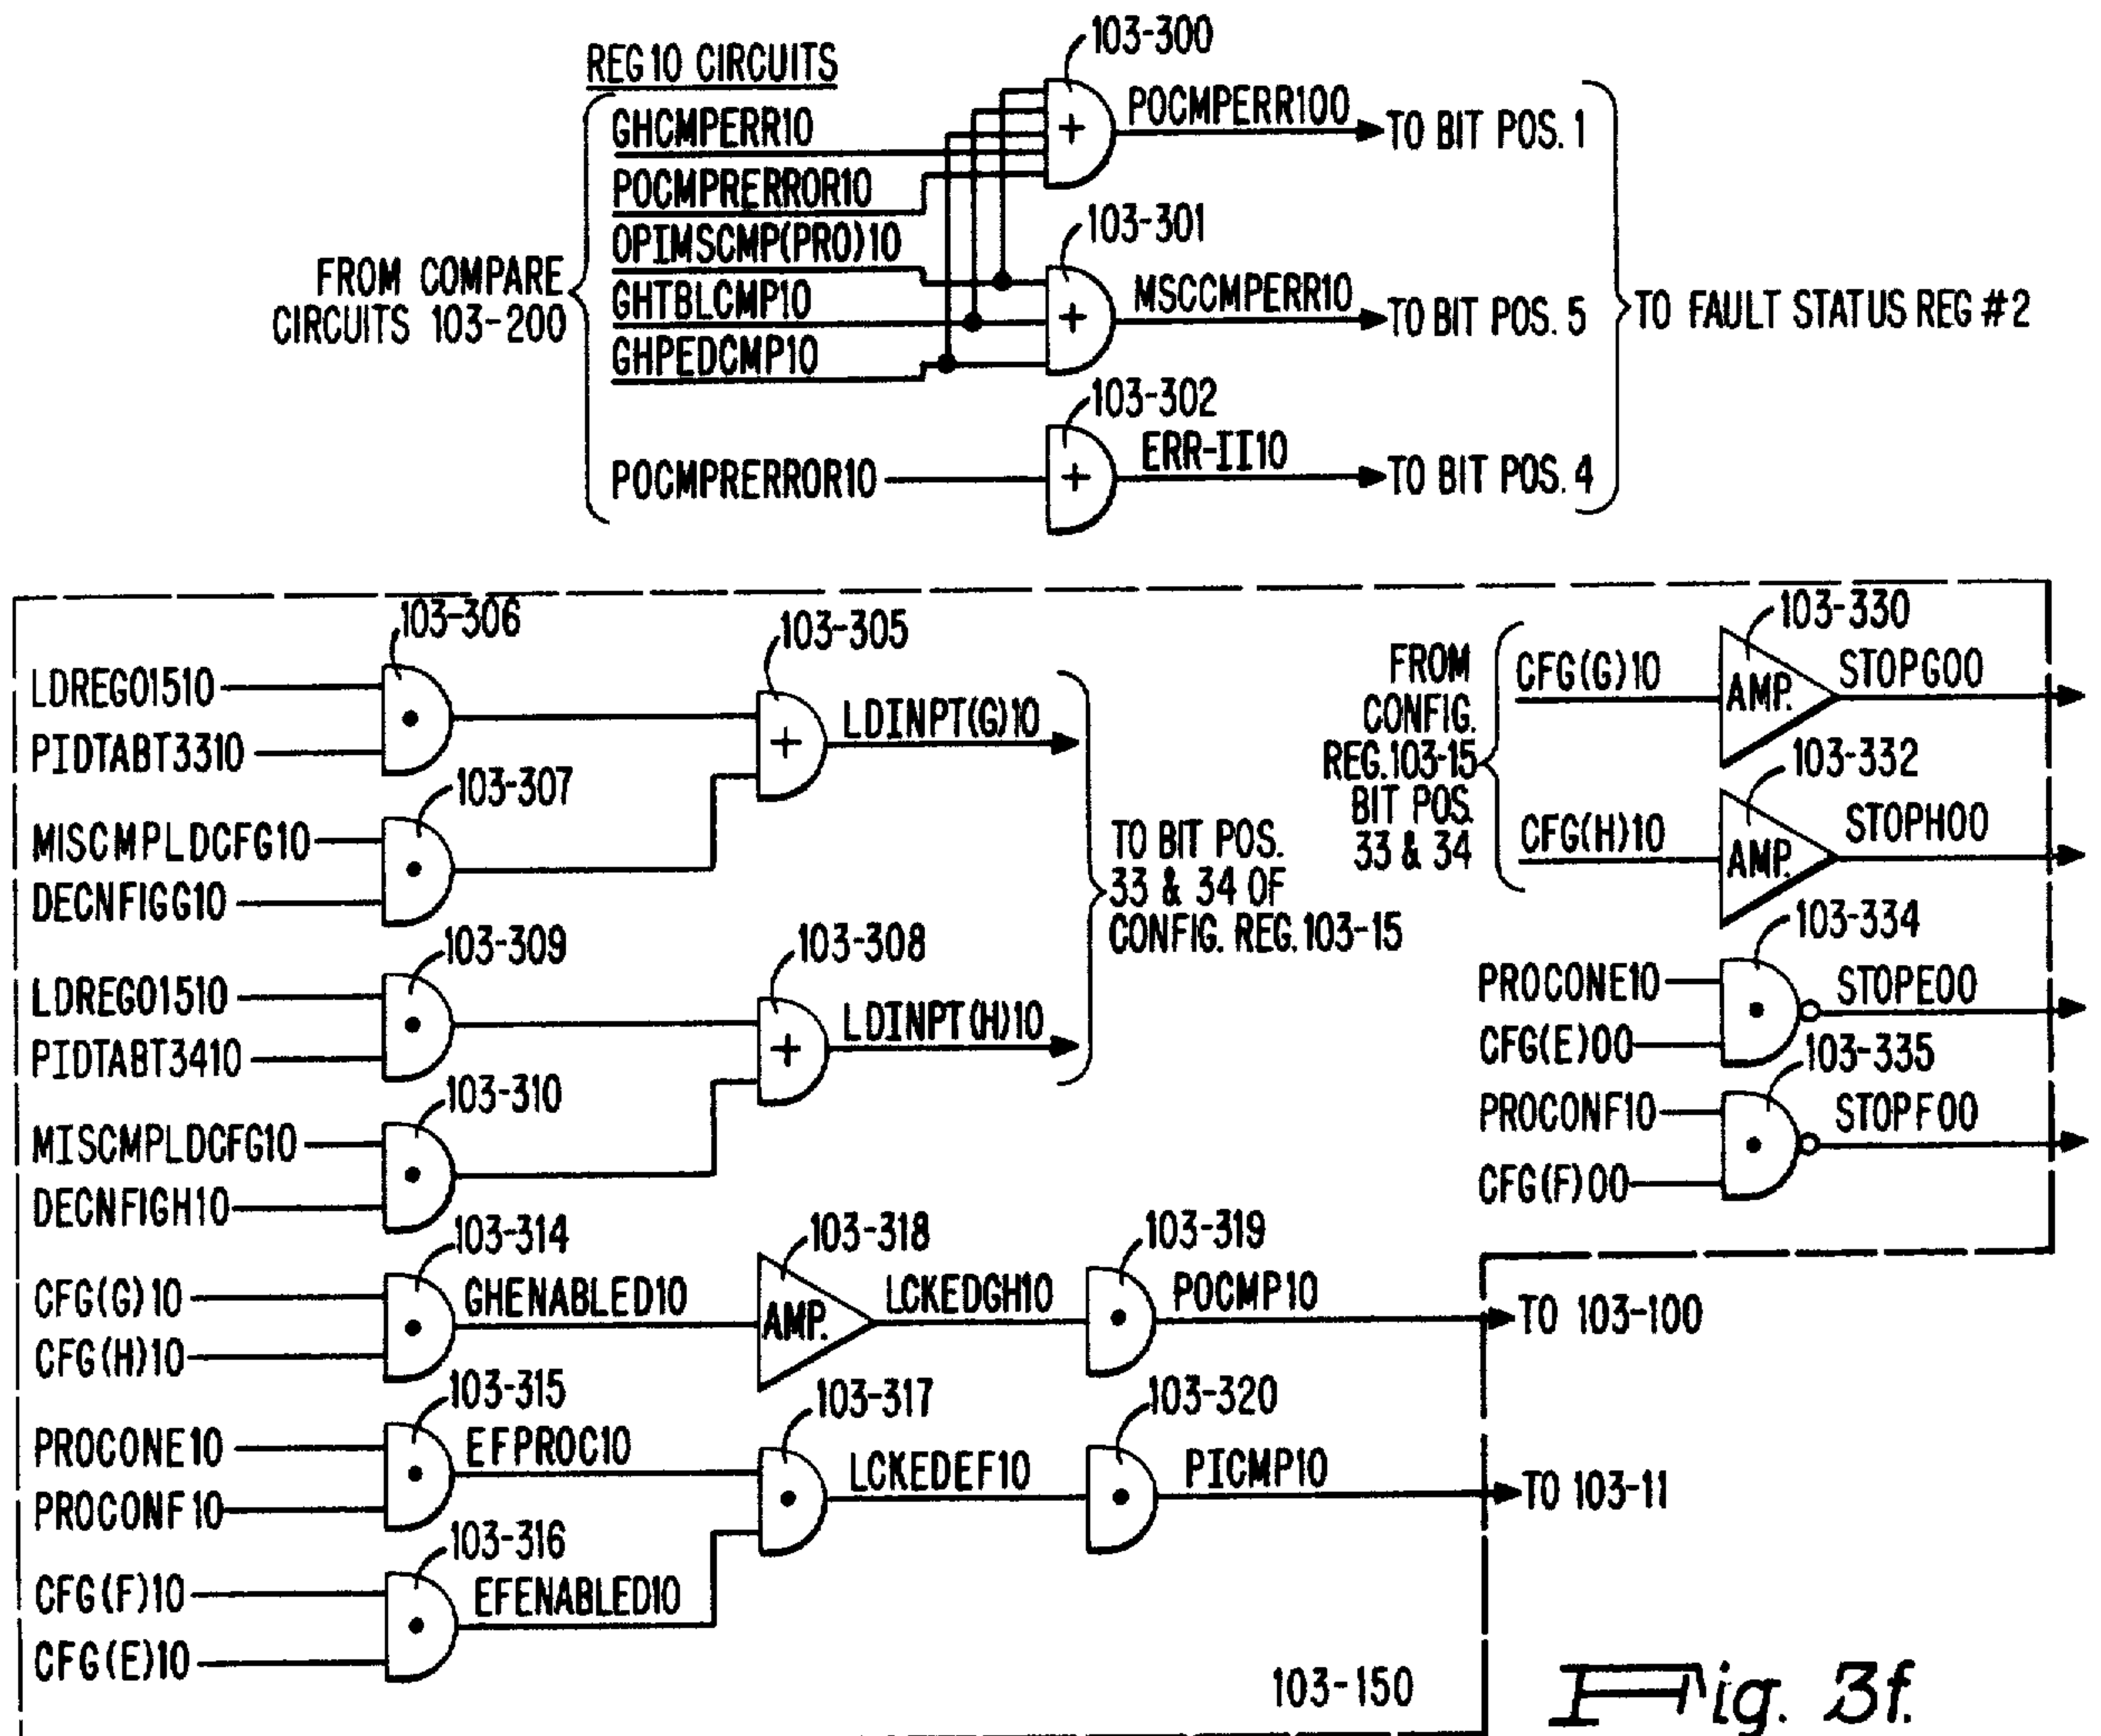 REG 10 CIRCUITS
103-300
GHCMPERR10
POCMPERR100
TO BIT POS. 1
POCMPRERROR10
OPIMSCMP(PRO)10
103-301
FROM COMPARE
CIRCUITS 103-200
GHTBLCMP10
MSCCMPERR10
TO BIT POS. 5
TO FAULT STATUS REG #2
GHPEDCMP10
103-302
POCMPRERROR10
ERR-II10
TO BIT POS. 4
103-306
LDREG01510
PIDTABT3310
103-305
LDINPT(G)10
103-307
MISCMPLDCFG10
DECNFIGG10
103-309
LDREG01510
PIDTABT3410
103-308
LDINPT(H)10
103-310
MISCMPLDCFG10
DECNFIGH10
TO BIT POS.
33 & 34 OF
CONFIG. REG. 103-15
FROM
CONFIG.
REG. 103-15
BIT POS.
33 & 34
CFG(G)10
103-330
AMP.
STOPG00
CFG(H)10
103-332
AMP.
STOPH00
103-334
PROCONE10
CFG(E)00
STOPE00
103-335
PROCONF10
CFG(F)00
STOPF00
103-314
CFG(G)10
CFG(H)10
GHENABLED10
103-318
AMP.
LCKEDGH10
103-319
POCMP10
TO 103-100
103-315
PROCONE10
PROCONF10
EFPROC10
103-317
LCKEDEF10
103-320
PICMP10
TO 103-11
103-316
CFG(F)10
CFG(E)10
EFENABLED10
103-150
Fig. 3f.